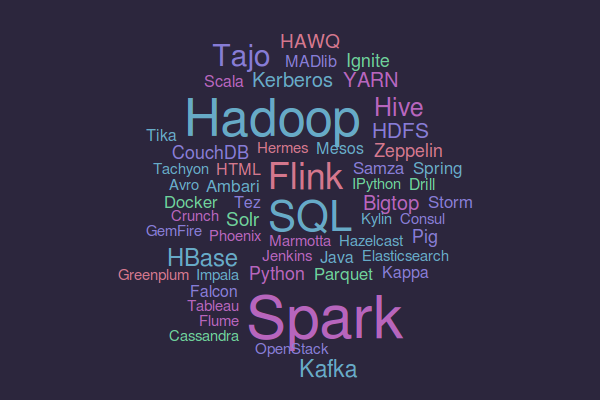 HAWQ
Tajo MADlib Ignite
Scala Kerberos YARN
Hadoop Hive
Tika HDFS
CouchDB Hermes Mesos Zeppelin
Tachyon HTML Flink Samza Spring
Avro Ambari IPython Drill
Docker Tez SQL Bigtop Storm
Crunch Solr Kylin Consul
GemFire Phoenix Marmotta Hazelcast Pig
HBase Jenkins Java Elasticsearch
Greenplum Impala Python Parquet Kappa
Falcon
Tableau Spark
Flume
Cassandra
OpenStack
Kafka